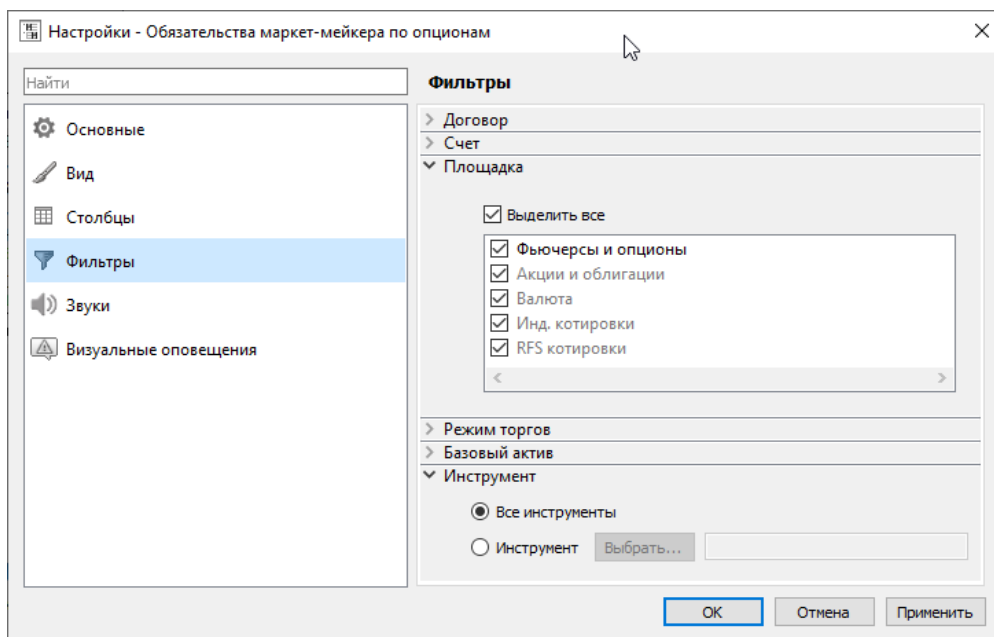 Настройки - Обязательства маркет-мейкера по опционам
Найти
Основные
Вид
Столбцы
Фильтры
Звуки
Визуальные оповещения
Фильтры
Договор
Счет
Площадка
Выделить все
Фьючерсы и опционы
Акции и облигации
Валюта
Инд. котировки
RFS котировки
Режим торгов
Базовый актив
Инструмент
Все инструменты
Инструмент Выбрать...
OK Отмена Применить